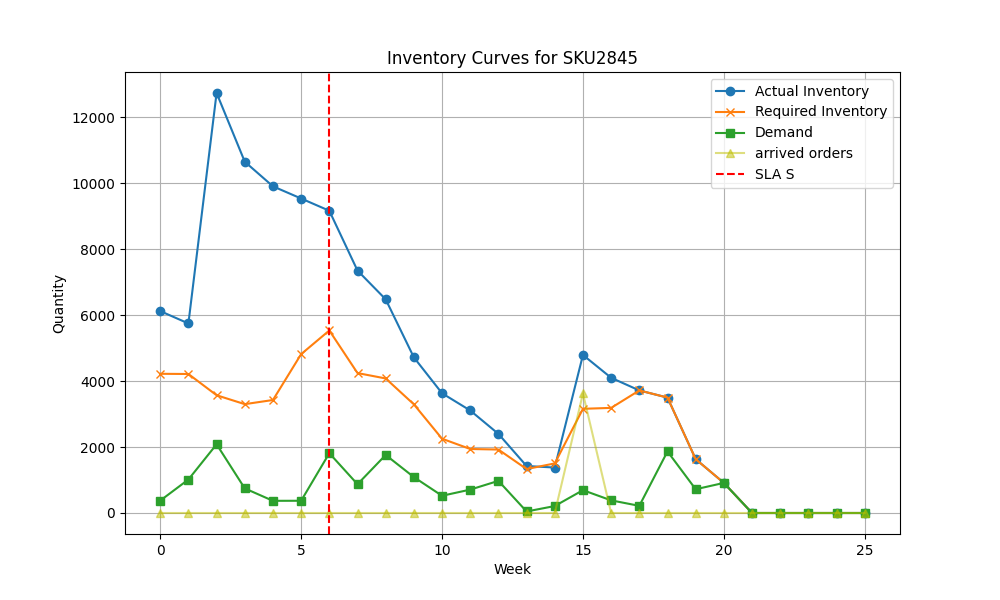 Inventory Curves for SKU2845
Actual Inventory
Required Inventory
Demand
arrived orders
SLA S
Quantity
12000
10000
8000
6000
4000
2000
0
0 5 10 15 20 25
Week